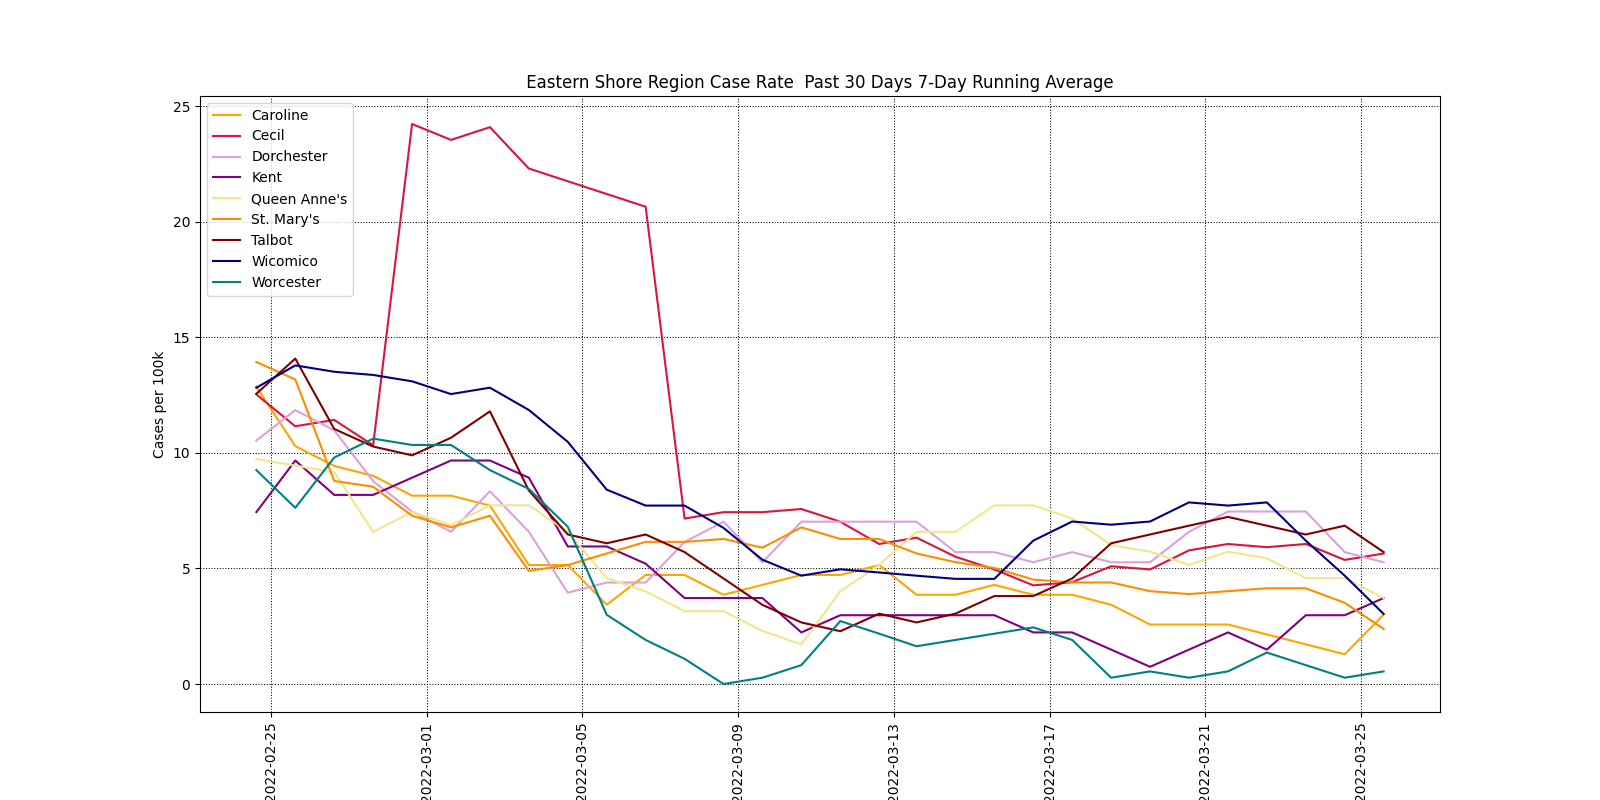 Eastern Shore Region Case Rate  Past 30 Days 7-Day Running Average
Cases per 100k
25
20
15
10
5
0
Caroline
Cecil
Dorchester
Kent
Queen Anne's
St. Mary's
Talbot
Wicomico
Worcester
2022-02-25
2022-03-01
2022-03-05
2022-03-09
2022-03-13
2022-03-17
2022-03-21
2022-03-25